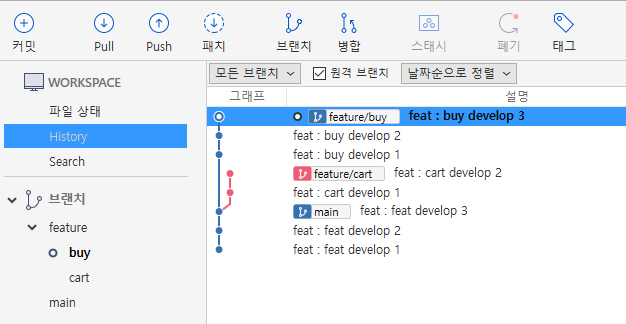 커밋 Pull Push 패치 브랜치 병합 스태시 폐기 태그
WORKSPACE
파일 상태
History
Search
브랜치
feature
buy
cart
main
모든 브랜치 원격 브랜치 날짜순으로 정렬
그래프 설명
feature/buy feat : buy develop 3
feat : buy develop 2
feat : buy develop 1
feature/cart feat : cart develop 2
feat : cart develop 1
main feat : feat develop 3
feat : feat develop 2
feat : feat develop 1